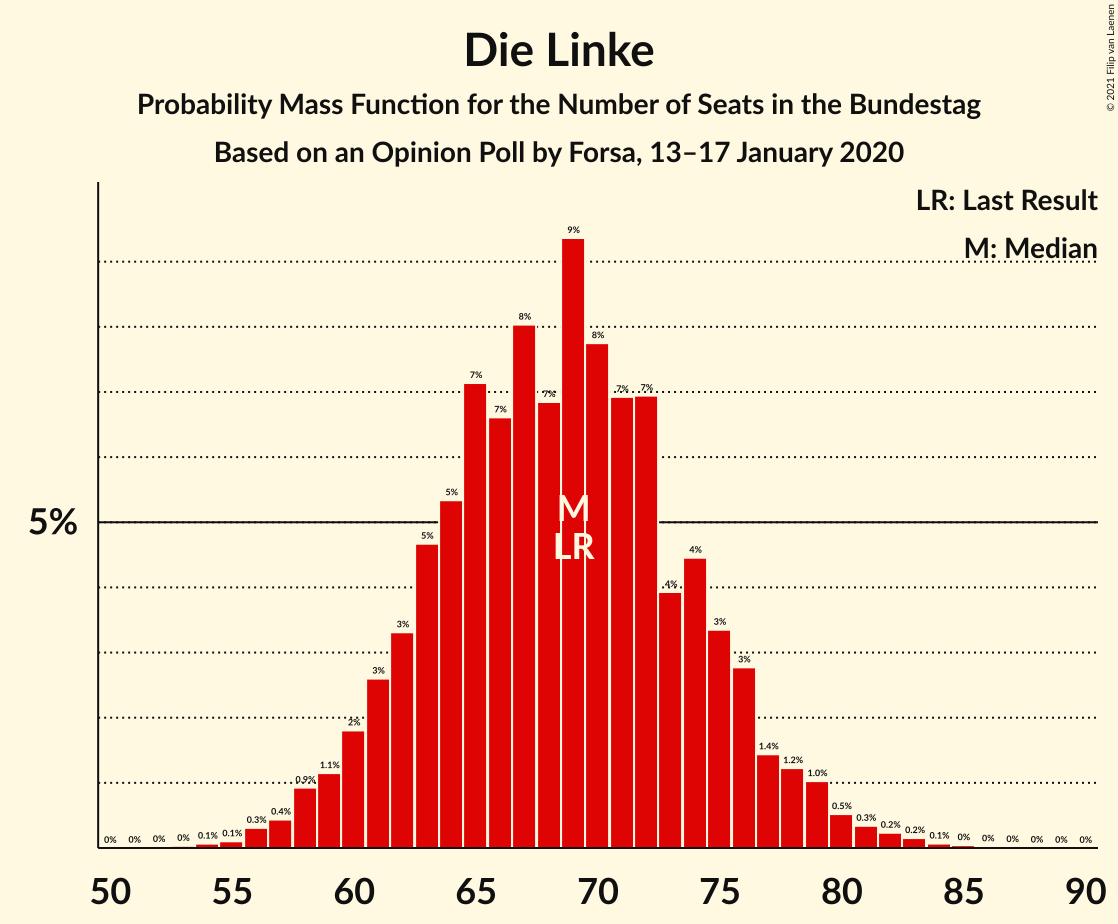 Die Linke
Probability Mass Function for the Number of Seats in the Bundestag
Based on an Opinion Poll by Forsa, 13–17 January 2020
© 2021 Filip van Laenen
LR: Last Result
M: Median
5%
0% 0% 0% 0% 0.1% 0.1% 0.3% 0.4% 0.9% 1.1% 2% 3% 3% 5% 5% 7% 7% 8% 7% 9% 8% 7% 7% 4% 4% 3% 3% 1.4% 1.2% 1.0% 0.5% 0.3% 0.2% 0.2% 0.1% 0% 0% 0% 0% 0% 0%
M
LR
50 55 60 65 70 75 80 85 90